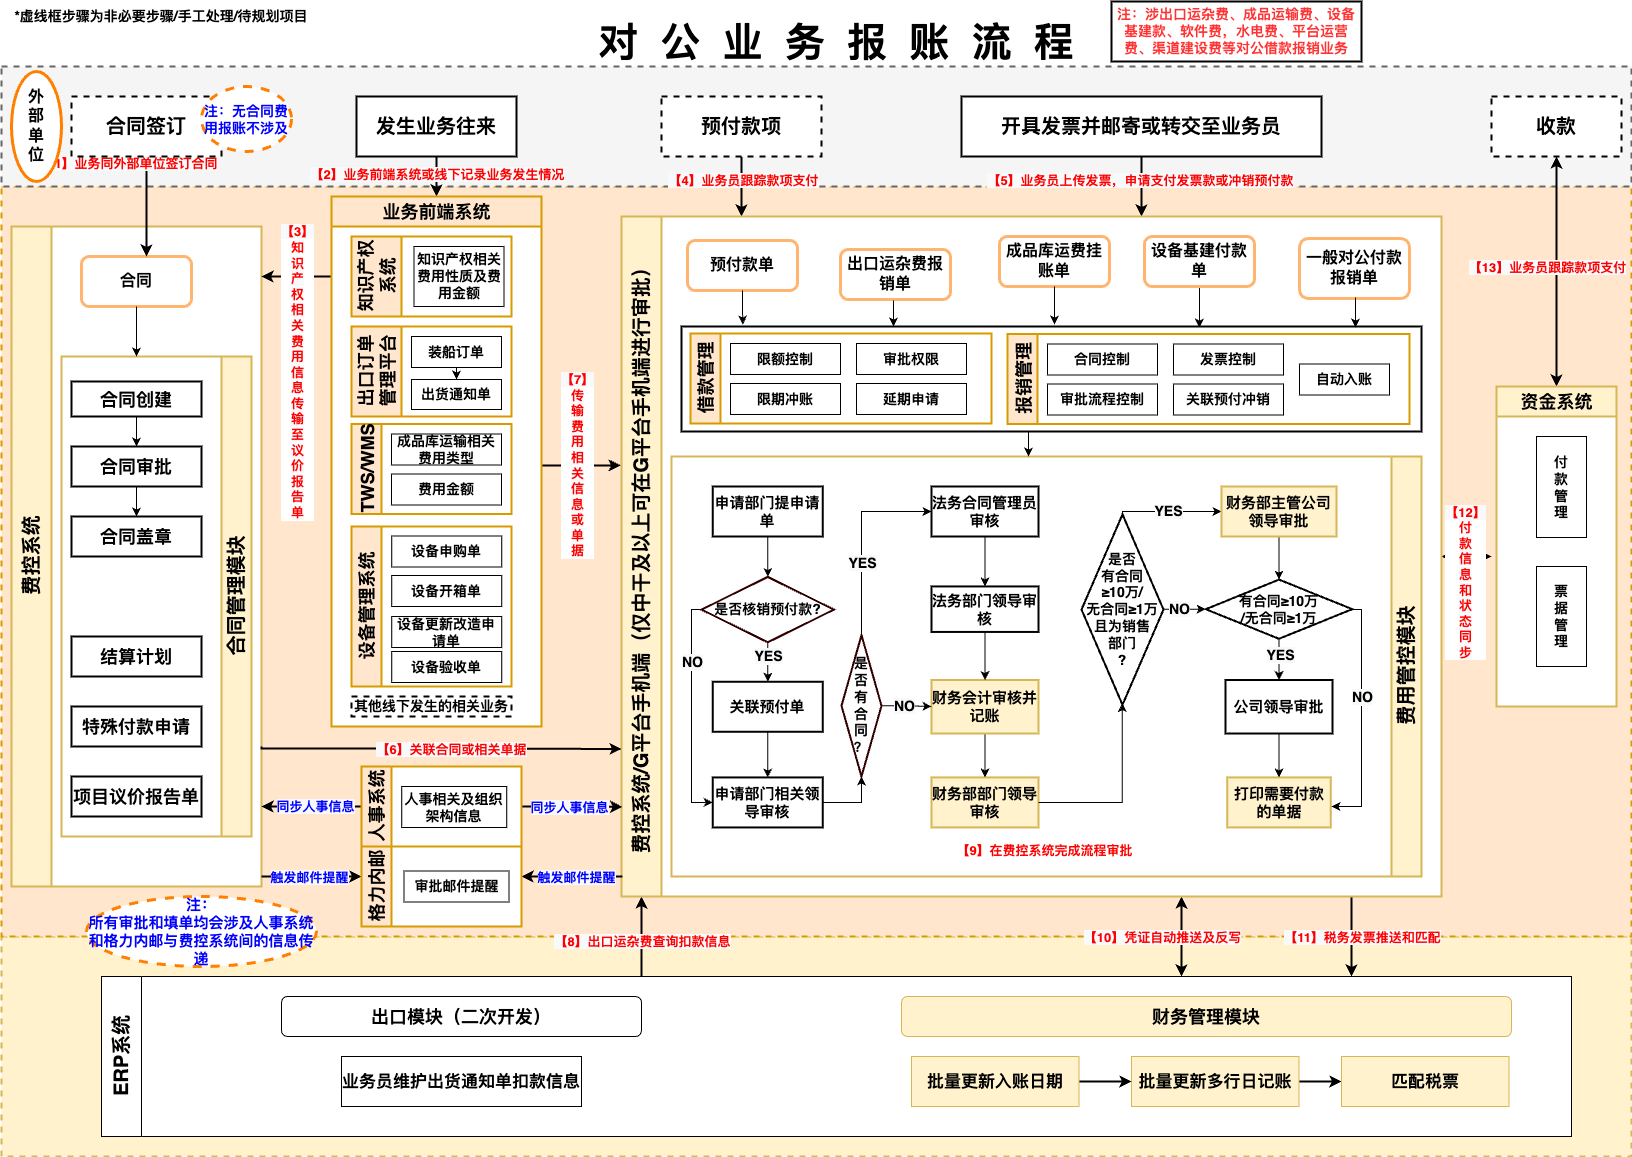 *虚线框步骤为非必要步骤/手工处理/待规划项目
对公业务报账流程
注：涉出口运杂费、成品运输费、设备
基建款、软件费，水电费、平台运营
费、渠道建设费等对公借款报销业务
外
部
单
位
合同签订
注：无合同费
用报账不涉及
发生业务往来
预付款项
开具发票并邮寄或转交至业务员
收款
1】业务同外部单位签订合同
【2】业务前端系统或线下记录业务发生情况
【4】业务员跟踪款项支付
【5】业务员上传发票，申请支付发票款或冲销预付款
【13】业务员跟踪款项支付
费控系统
合同
合同管理模块
合同创建
合同审批
合同盖章
结算计划
特殊付款申请
项目议价报告单
【3】
知
识
产
权
相
关
费
用
信
息
传
输
至
议
价
报
告
单
业务前端系统
知识产权
系统
知识产权相关
费用性质及费
用金额
出口订单
管理平台
装船订单
出货通知单
TWS/WMS
成品库运输相关
费用类型
费用金额
设备管理系统
设备申购单
设备开箱单
设备更新改造申
请单
设备验收单
其他线下发生的相关业务
【7】
传
输
费
用
相
关
信
息
或
单
据
【6】关联合同或相关单据
人事系统
人事相关及组织
架构信息
同步人事信息
同步人事信息
格力内邮
审批邮件提醒
触发邮件提醒
触发邮件提醒
注：
所有审批和填单均会涉及人事系统
和格力内邮与费控系统间的信息传
递
费控系统/G平台手机端（仅中干及以上可在G平台手机端进行审批）
预付款单
出口运杂费报
销单
成品库运费挂
账单
设备基建付款
单
一般对公付款
报销单
借款管理
限额控制
审批权限
限期冲账
延期申请
报销管理
合同控制
发票控制
审批流程控制
关联预付冲销
自动入账
费用管控模块
申请部门提申请
单
是否核销预付款?
YES
NO
关联预付单
申请部门相关领
导审核
是
否
有
合
同
?
YES
NO
法务合同管理员
审核
法务部门领导审
核
财务会计审核并
记账
财务部部门领导
审核
是否
有合同
≥10万/
无合同≥1万
且为销售
部门
?
YES
NO
财务部主管公司
领导审批
有合同≥10万
/无合同≥1万
YES
NO
公司领导审批
打印需要付款
的单据
【9】在费控系统完成流程审批
【12】
付
款
信
息
和
状态
同
步
资金系统
付
款
管
理
票
据
管
理
【8】出口运杂费查询扣款信息
【10】凭证自动推送及反写
【11】税务发票推送和匹配
ERP系统
出口模块（二次开发）
业务员维护出货通知单扣款信息
财务管理模块
批量更新入账日期
批量更新多行日记账
匹配税票